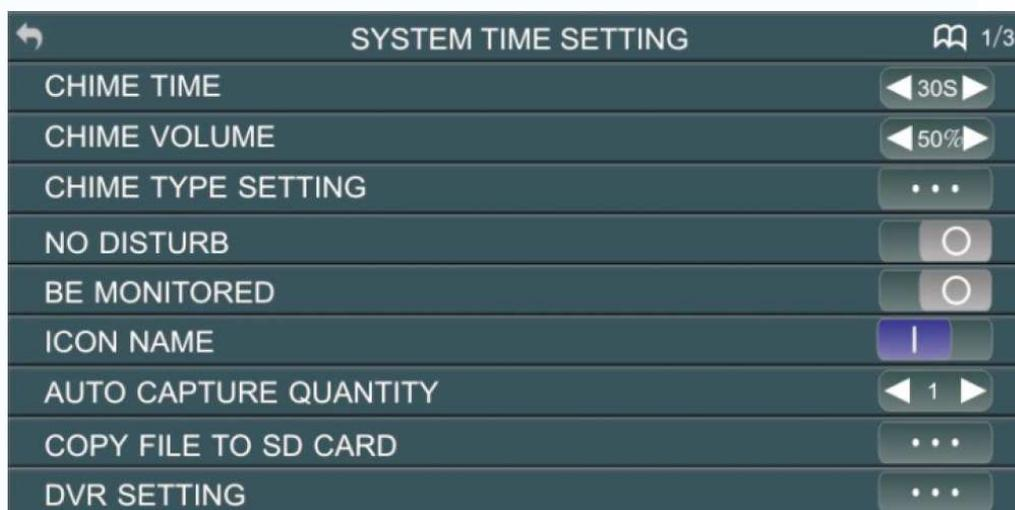 SYSTEM TIME SETTING 1/3
CHIME TIME 30S
CHIME VOLUME 50%
CHIME TYPE SETTING ...
NO DISTURB O
BE MONITORED O
ICON NAME I
AUTO CAPTURE QUANTITY 1
COPY FILE TO SD CARD ...
DVR SETTING ...